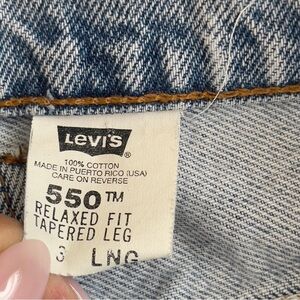 LEVI'S ®
100% COTTON
MADE IN PUERTO RICO (USA)
CARE ON REVERSE
550™
RELAXED FIT
TAPERED LEG
LNG